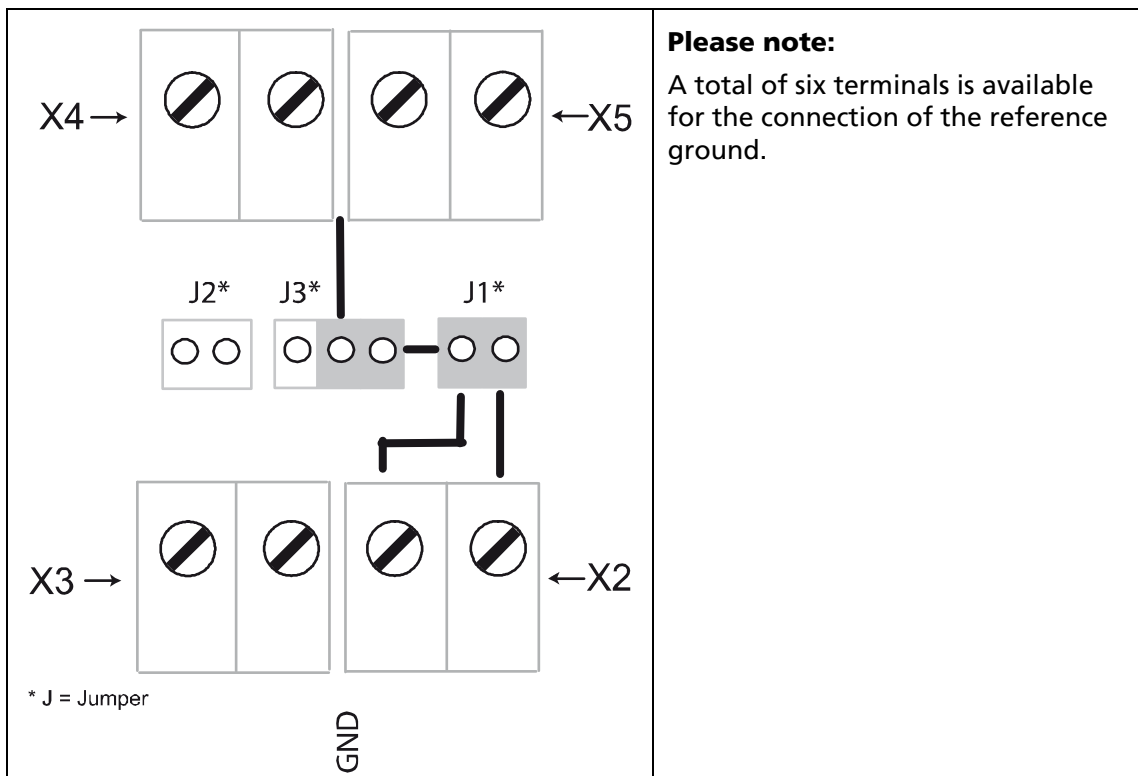 X4
X5
J2*
J3*
J1*
X3
X2
* J = Jumper
GND
Please note:
A total of six terminals is available
for the connection of the reference
ground.